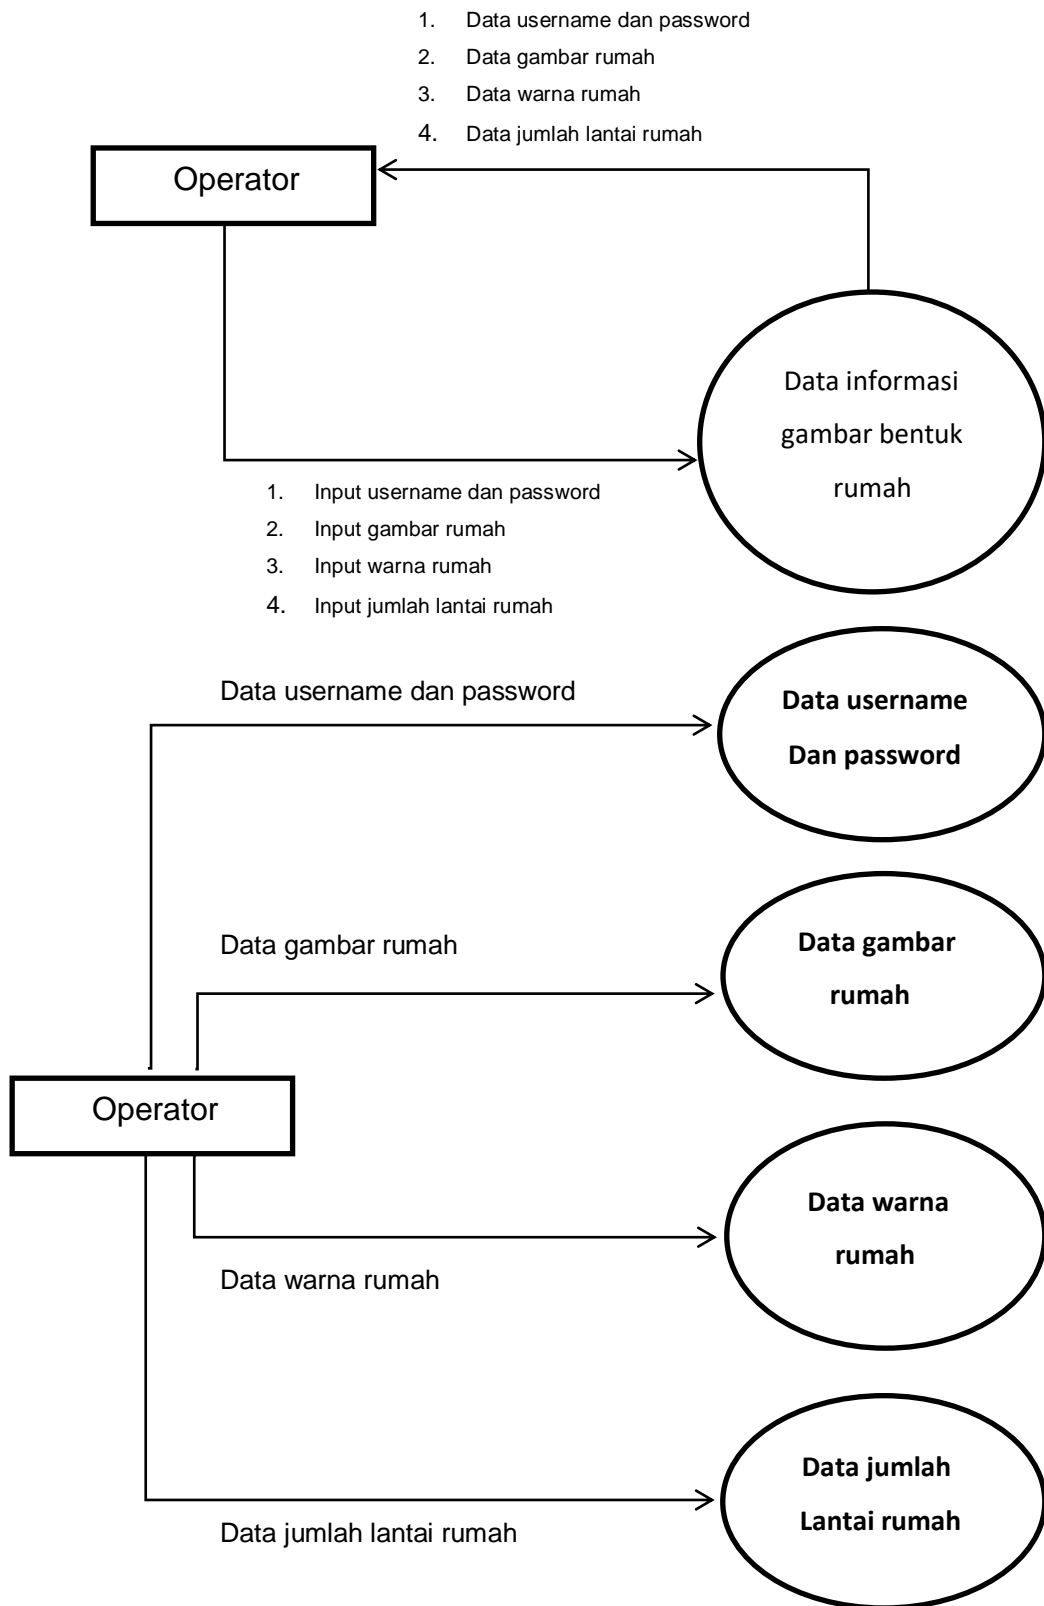 1. Data username dan password
2. Data gambar rumah
3. Data warna rumah
4. Data jumlah lantai rumah
Operator
Data informasi
gambar bentuk
rumah
1. Input username dan password
2. Input gambar rumah
3. Input warna rumah
4. Input jumlah lantai rumah
Data username dan password
Data username
Dan password
Data gambar rumah
Data gambar
rumah
Operator
Data warna
rumah
Data warna rumah
Data jumlah
Lantai rumah
Data jumlah lantai rumah